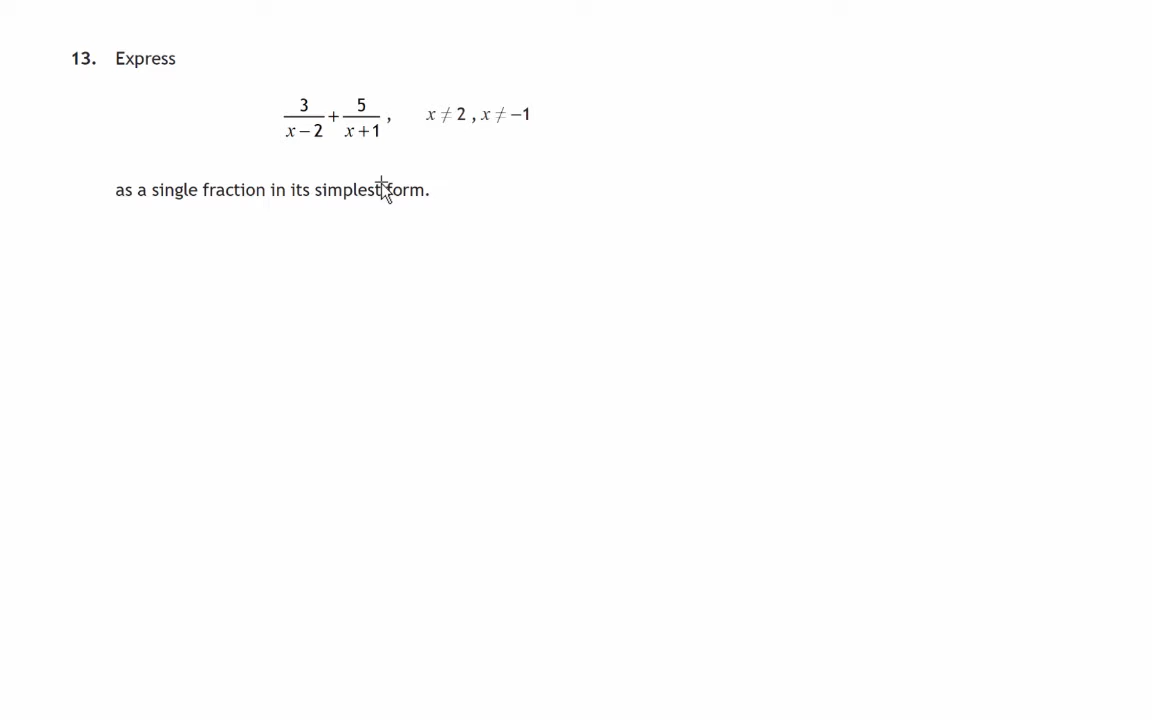 13. Express
3/(x − 2) + 5/(x + 1), x ≠ 2 , x ≠ −1
as a single fraction in its simplest form.